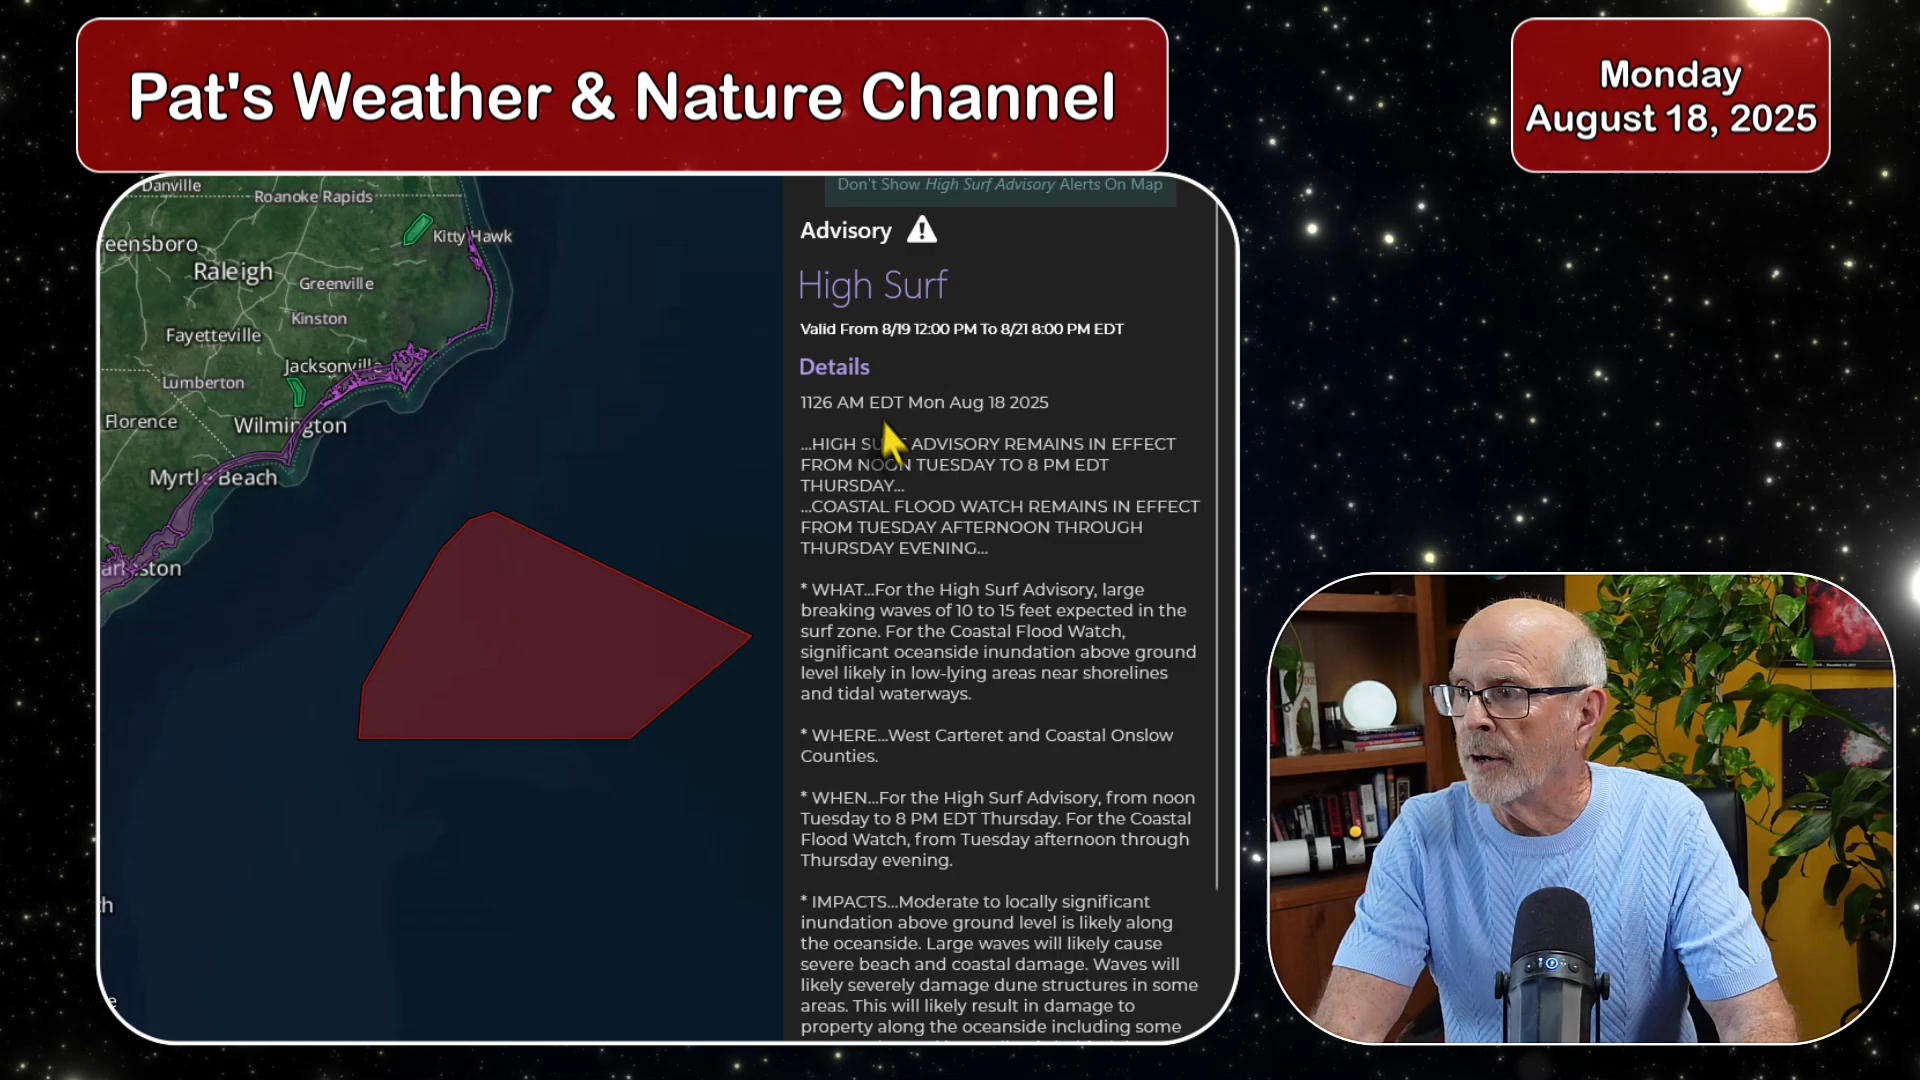 Pat's Weather & Nature Channel
Monday
August 18, 2025
Danville
Roanoke Rapids
Kitty Hawk
eensboro
Raleigh
Greenville
Kinston
Fayetteville
Jacksonville
Lumberton
Florence
Wilmington
Myrtle Beach
arleston
h
e
Don't Show High Surf Advisory Alerts On Map
Advisory
High Surf
Valid From 8/19 12:00 PM To 8/21 8:00 PM EDT
Details
1126 AM EDT Mon Aug 18 2025
...HIGH SURF ADVISORY REMAINS IN EFFECT
FROM NOON TUESDAY TO 8 PM EDT
THURSDAY...
...COASTAL FLOOD WATCH REMAINS IN EFFECT
FROM TUESDAY AFTERNOON THROUGH
THURSDAY EVENING...
* WHAT...For the High Surf Advisory, large
breaking waves of 10 to 15 feet expected in the
surf zone. For the Coastal Flood Watch,
significant oceanside inundation above ground
level likely in low-lying areas near shorelines
and tidal waterways.
* WHERE...West Carteret and Coastal Onslow
Counties.
* WHEN...For the High Surf Advisory, from noon
Tuesday to 8 PM EDT Thursday. For the Coastal
Flood Watch, from Tuesday afternoon through
Thursday evening.
* IMPACTS...Moderate to locally significant
inundation above ground level is likely along
the oceanside. Large waves will likely cause
severe beach and coastal damage. Waves will
likely severely damage dune structures in some
areas. This will likely result in damage to
property along the oceanside including some